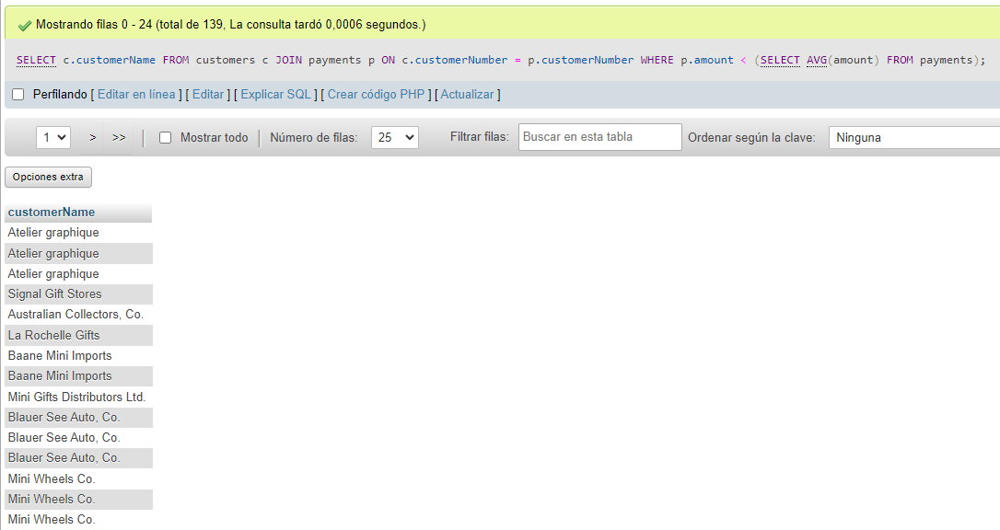 Mostrando filas 0 - 24 (total de 139, La consulta tardó 0,0006 segundos.)
SELECT c.customerName FROM customers c JOIN payments p ON c.customerNumber = p.customerNumber WHERE p.amount < (SELECT AVG(amount) FROM payments);
Perfilando [ Editar en línea ] [ Editar ] [ Explicar SQL ] [ Crear código PHP ] [ Actualizar ]
1 > >> | Mostrar todo | Número de filas: 25 Filtrar filas: Buscar en esta tabla Ordenar según la clave: Ninguna
Opciones extra
customerName
Atelier graphique
Atelier graphique
Atelier graphique
Signal Gift Stores
Australian Collectors, Co.
La Rochelle Gifts
Baane Mini Imports
Baane Mini Imports
Mini Gifts Distributors Ltd.
Blauer See Auto, Co.
Blauer See Auto, Co.
Blauer See Auto, Co.
Mini Wheels Co.
Mini Wheels Co.
Mini Wheels Co.